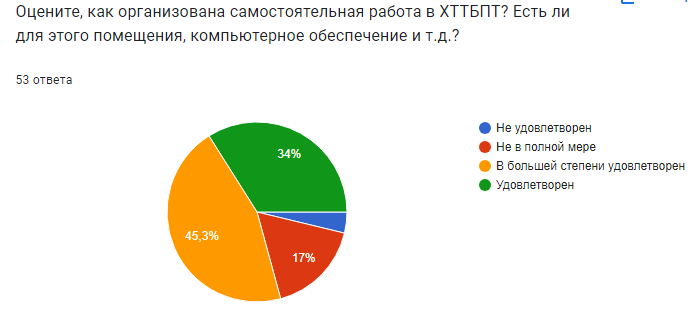 Оцените, как организована самостоятельная работа в ХТТБПТ? Есть ли
для этого помещения, компьютерное обеспечение и т.д.?
53 ответа
34%
45,3%
17%
Не удовлетворен
Не в полной мере
В большей степени удовлетворен
Удовлетворен